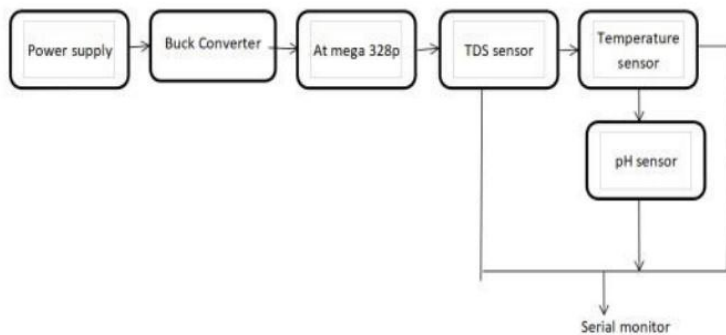 Power supply
Buck Converter
At mega 328p
TDS sensor
Temperature
sensor
pH sensor
Serial monitor